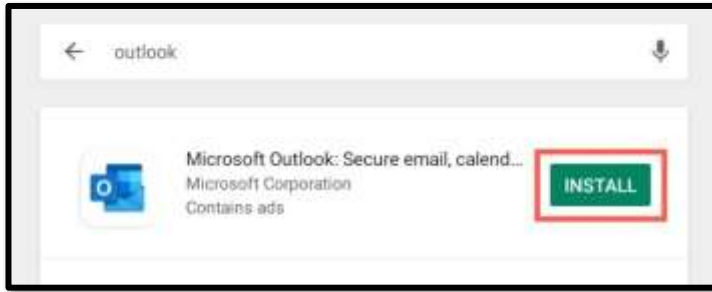 outlook
Microsoft Outlook: Secure email, calend...
Microsoft Corporation
Contains ads
INSTALL